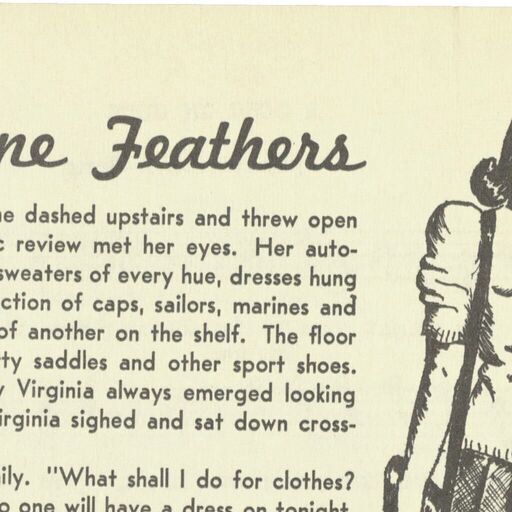 ne Feathers
he dashed upstairs and threw open
c review met her eyes. Her auto-
sweaters of every hue, dresses hung
ction of caps, sailors, marines and
of another on the shelf. The floor
ty saddles and other sport shoes.
y Virginia always emerged looking
irginia sighed and sat down cross-
ily. "What shall I do for clothes?
o one will have a dress on tonight,